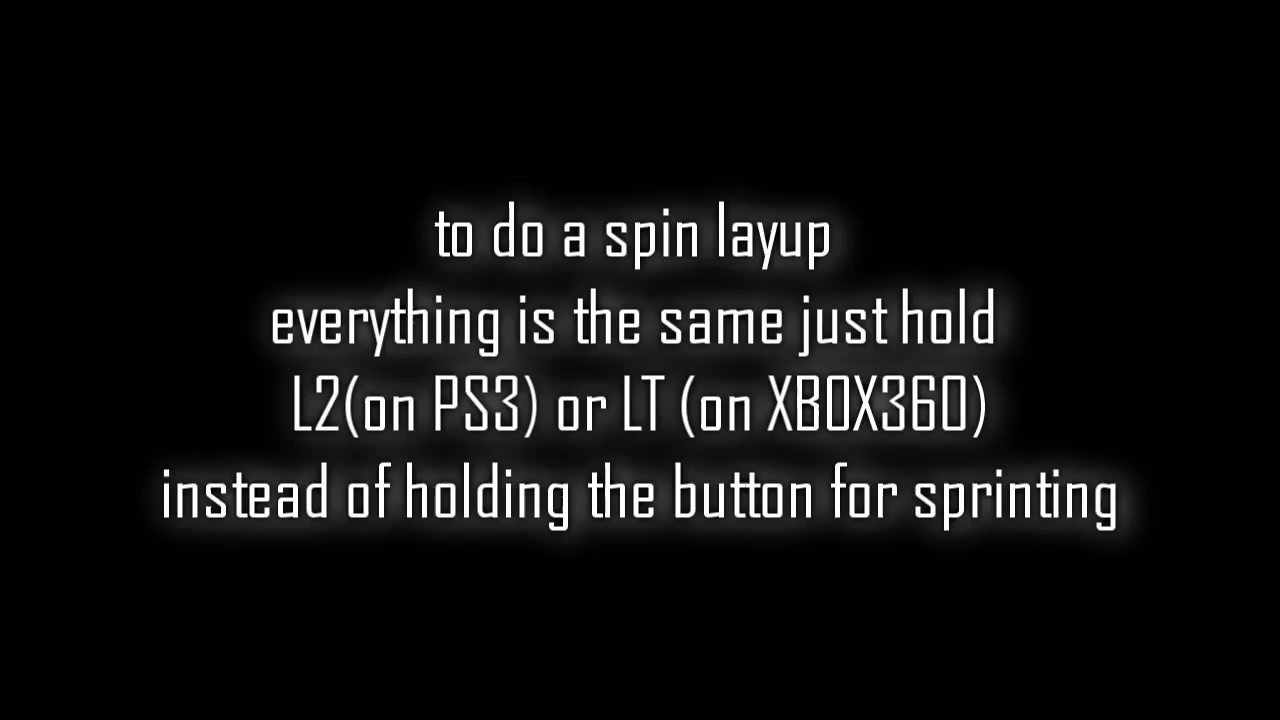 to do a spin layup
everything is the same just hold
L2(on PS3) or LT (on XBOX360)
instead of holding the button for sprinting